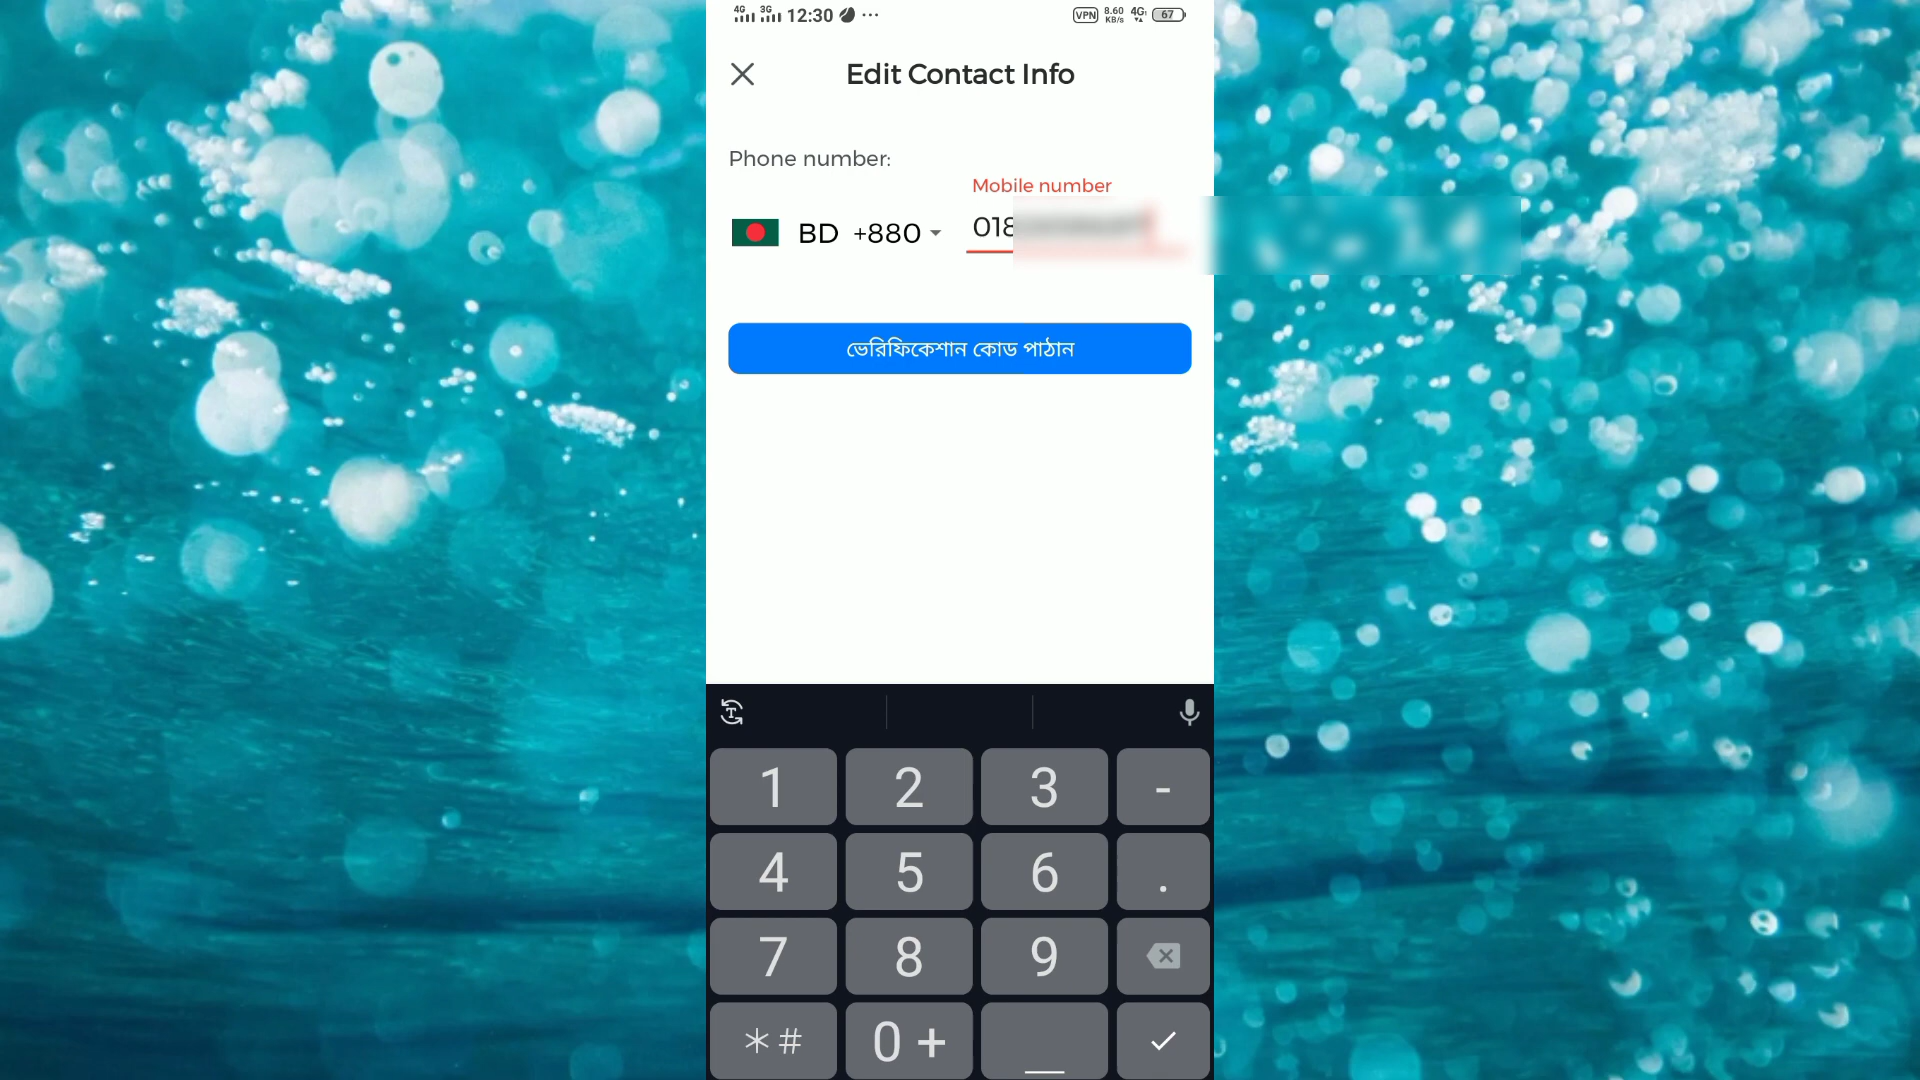 4G 3G 12:30 ... VPN 8.60 KB/s 4G 67
Edit Contact Info
Phone number:
Mobile number
BD +880 018
ভেরিফিকেশান কোড পাঠান
1 2 3 -
4 5 6 .
7 8 9
*# 0 +